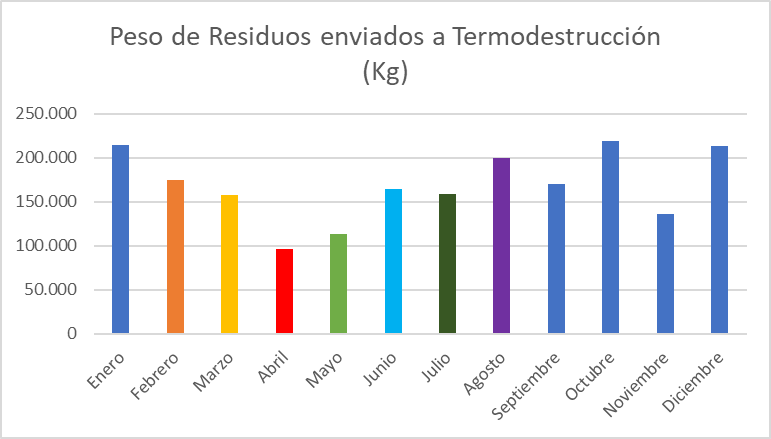 Peso de Residuos enviados a Termodestrucción
(Kg)
250.000
200.000
150.000
100.000
50.000
0
Enero
Febrero
Marzo
Abril
Mayo
Junio
Julio
Agosto
Septiembre
Octubre
Noviembre
Diciembre